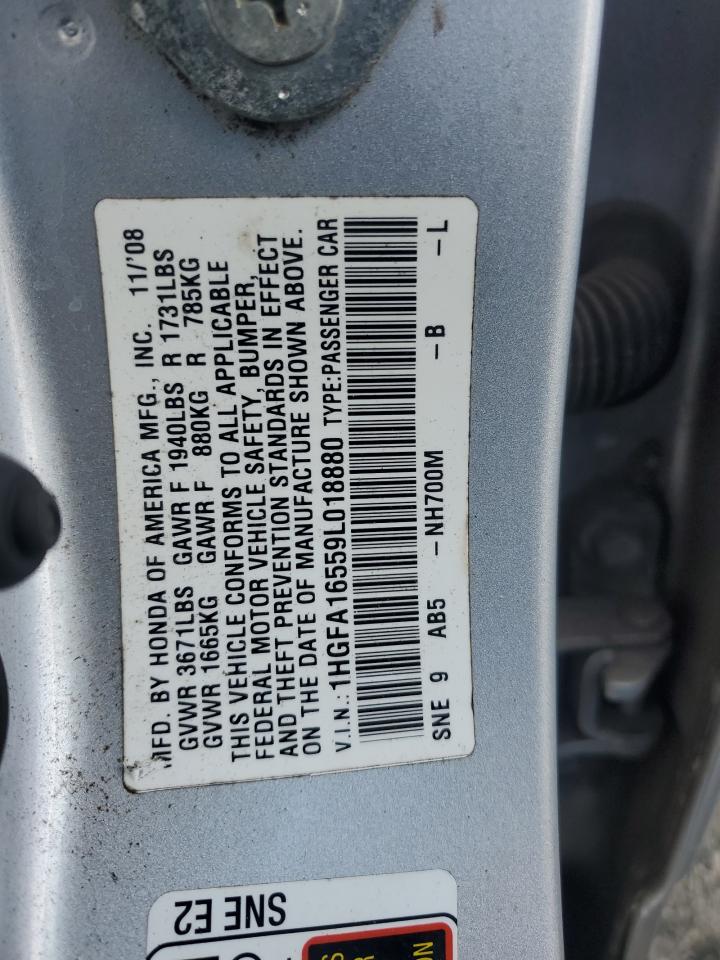 MFD. BY HONDA OF AMERICA MFG., INC. 11/'08
GVWR 3671LBS GAWR F 1940LBS R 1731LBS
GVWR 1665KG GAWR F 880KG R 785KG
THIS VEHICLE CONFORMS TO ALL APPLICABLE
FEDERAL MOTOR VEHICLE SAFETY, BUMPER,
AND THEFT PREVENTION STANDARDS IN EFFECT
ON THE DATE OF MANUFACTURE SHOWN ABOVE.
V.I.N.: 1HGFA16559L018880 TYPE:PASSENGER CAR
SNE 9 AB5 -NH700M -B -L
SNE E2